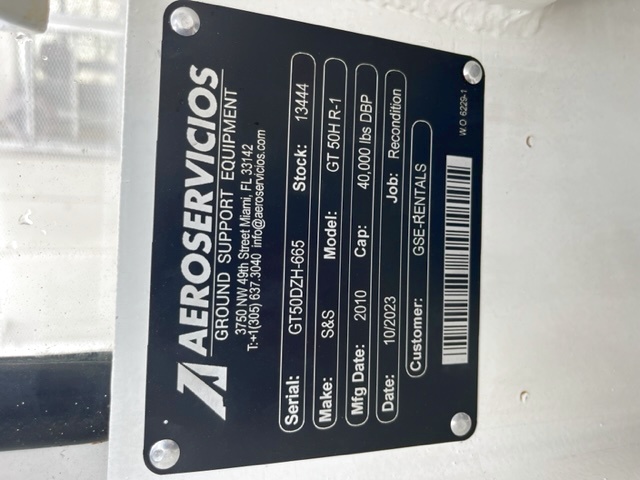 AEROSERVICIOS
GROUND SUPPORT EQUIPMENT
3750 NW 49th Street Miami, FL 33142
T:+1(305) 637.3040 info@aeroservicios.com
Serial: GT50DZH-665 Stock: 13444
Make: S&S Model: GT 50H R-1
Mfg Date: 2010 Cap: 40,000 lbs DBP
Date: 10/2023 Job: Recondition
Customer: GSE-RENTALS
W.O 6229-1